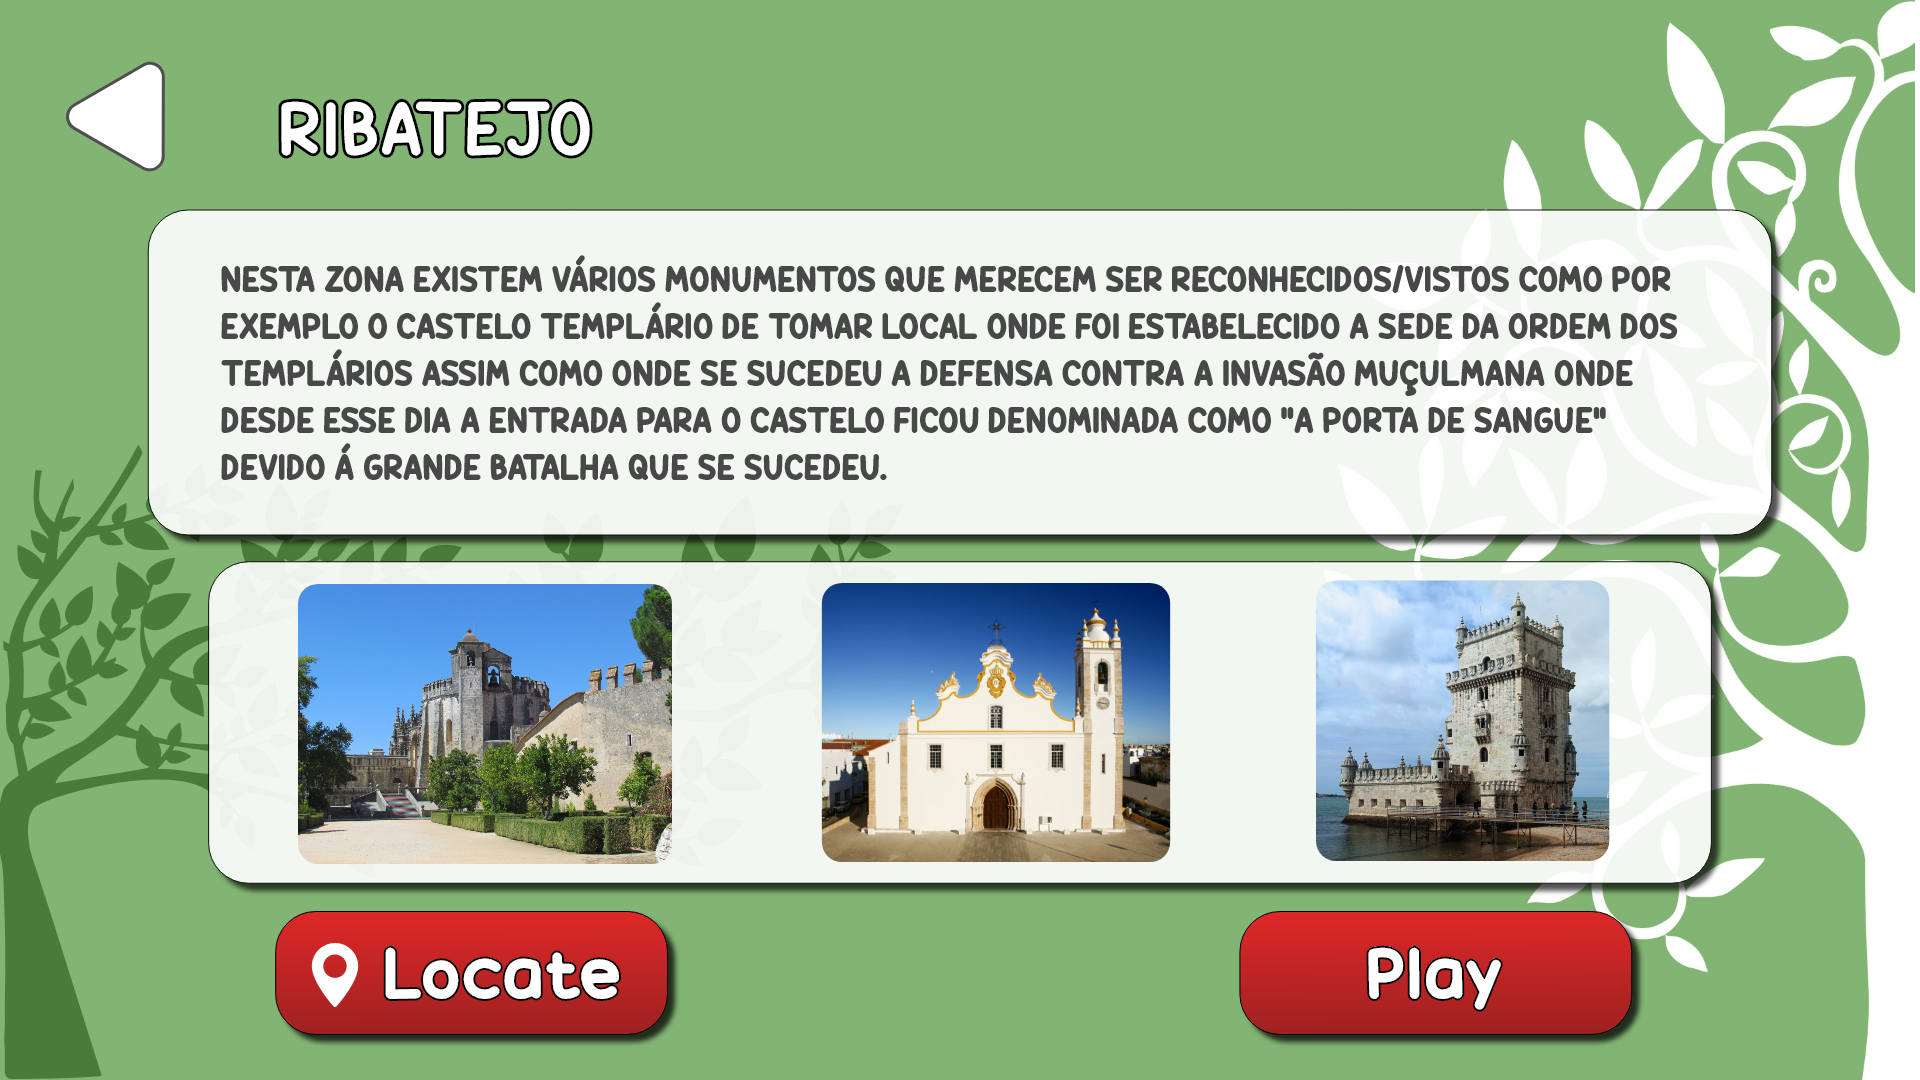 RIBATEJO
NESTA ZONA EXISTEM VÁRIOS MONUMENTOS QUE MERECEM SER RECONHECIDOS/VISTOS COMO POR
EXEMPLO O CASTELO TEMPLÁRIO DE TOMAR LOCAL ONDE FOI ESTABELECIDO A SEDE DA ORDEM DOS
TEMPLÁRIOS ASSIM COMO ONDE SE SUCEDEU A DEFENSA CONTRA A INVASÃO MUÇULMANA ONDE
DESDE ESSE DIA A ENTRADA PARA O CASTELO FICOU DENOMINADA COMO "A PORTA DE SANGUE"
DEVIDO Á GRANDE BATALHA QUE SE SUCEDEU.
Locate
Play